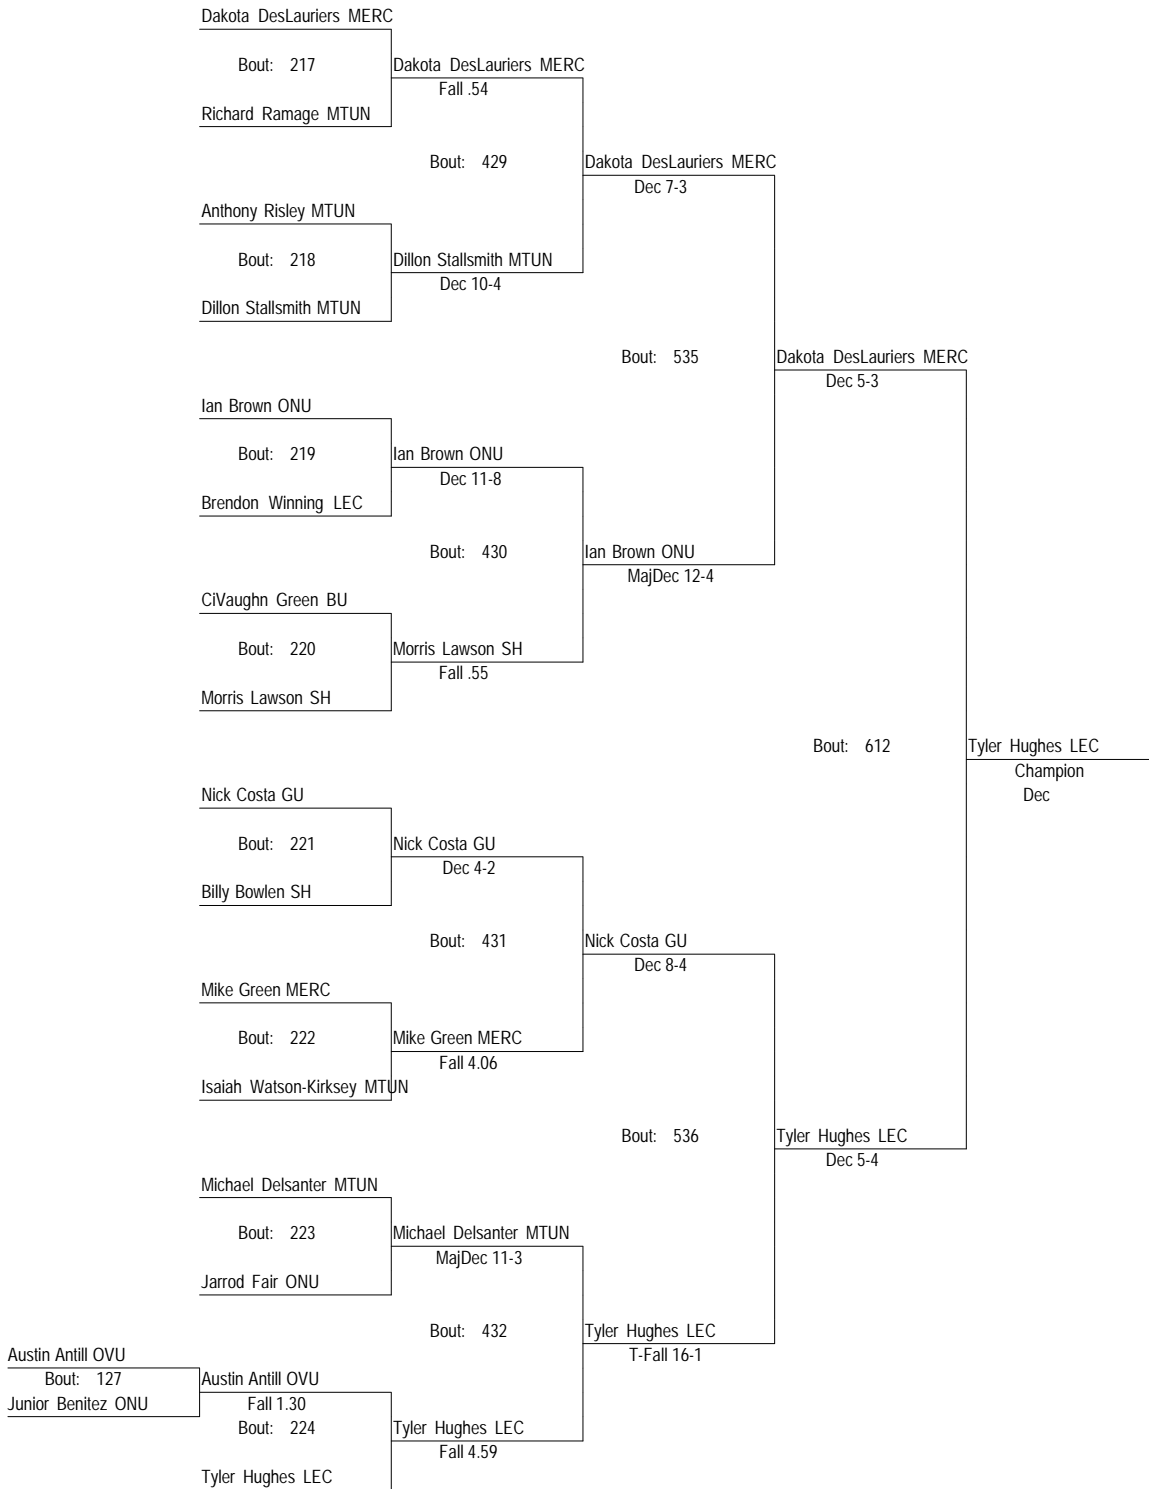 Dakota DesLauriers MERC
Bout: 217
Dakota DesLauriers MERC
Fall .54
Richard Ramage MTUN
Bout: 429
Dakota DesLauriers MERC
Dec 7-3
Anthony Risley MTUN
Bout: 218
Dillon Stallsmith MTUN
Dec 10-4
Dillon Stallsmith MTUN
Bout: 535
Dakota DesLauriers MERC
Dec 5-3
Ian Brown ONU
Bout: 219
Ian Brown ONU
Dec 11-8
Brendon Winning LEC
Bout: 430
Ian Brown ONU
MajDec 12-4
CiVaughn Green BU
Bout: 220
Morris Lawson SH
Fall .55
Morris Lawson SH
Bout: 612
Tyler Hughes LEC
Champion
Dec
Nick Costa GU
Bout: 221
Nick Costa GU
Dec 4-2
Billy Bowlen SH
Bout: 431
Nick Costa GU
Dec 8-4
Mike Green MERC
Bout: 222
Mike Green MERC
Fall 4.06
Isaiah Watson-Kirksey MTUN
Bout: 536
Tyler Hughes LEC
Dec 5-4
Michael Delsanter MTUN
Bout: 223
Michael Delsanter MTUN
MajDec 11-3
Jarrod Fair ONU
Bout: 432
Tyler Hughes LEC
T-Fall 16-1
Austin Antill OVU
Bout: 127
Austin Antill OVU
Junior Benitez ONU
Fall 1.30
Bout: 224
Tyler Hughes LEC
Fall 4.59
Tyler Hughes LEC